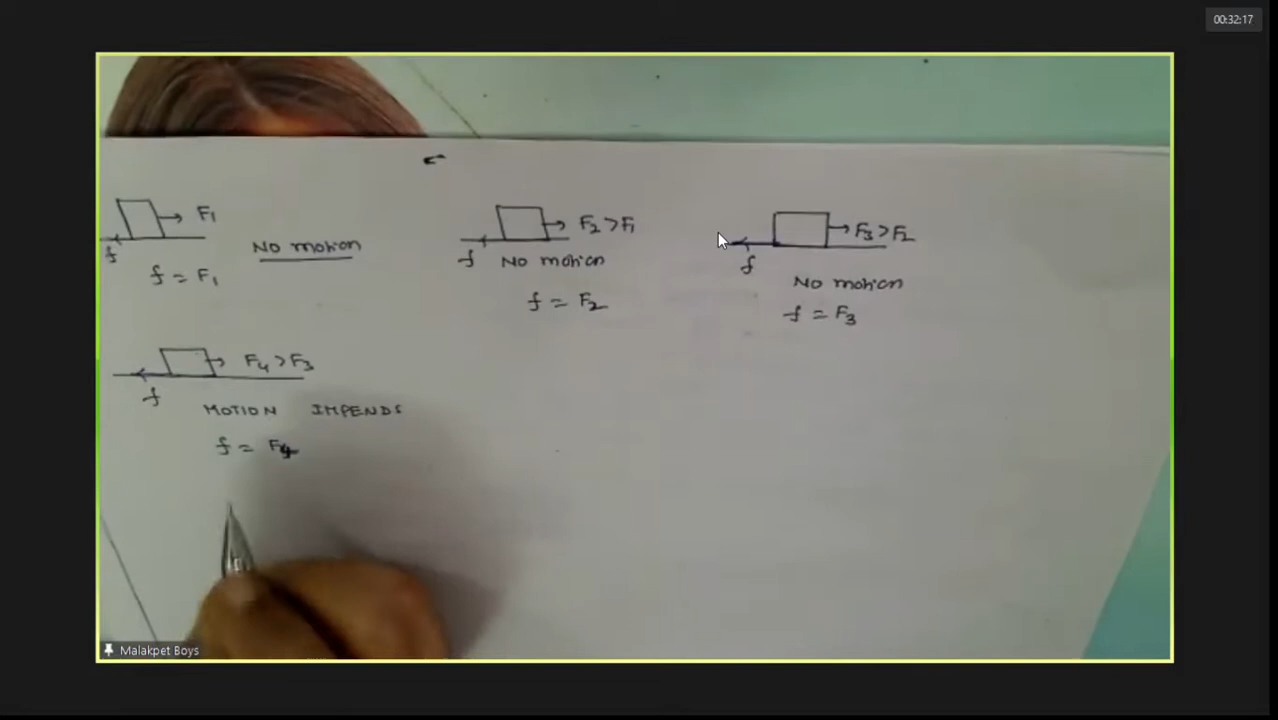 00:32:17
F₁
f
No motion
f = F₁
F₂ > F₁
f
No motion
f = F₂
F₃ > F₂
f
No motion
f = F₃
F₄ > F₃
f
MOTION IMPENDS
f = F₄
Malakpet Boys